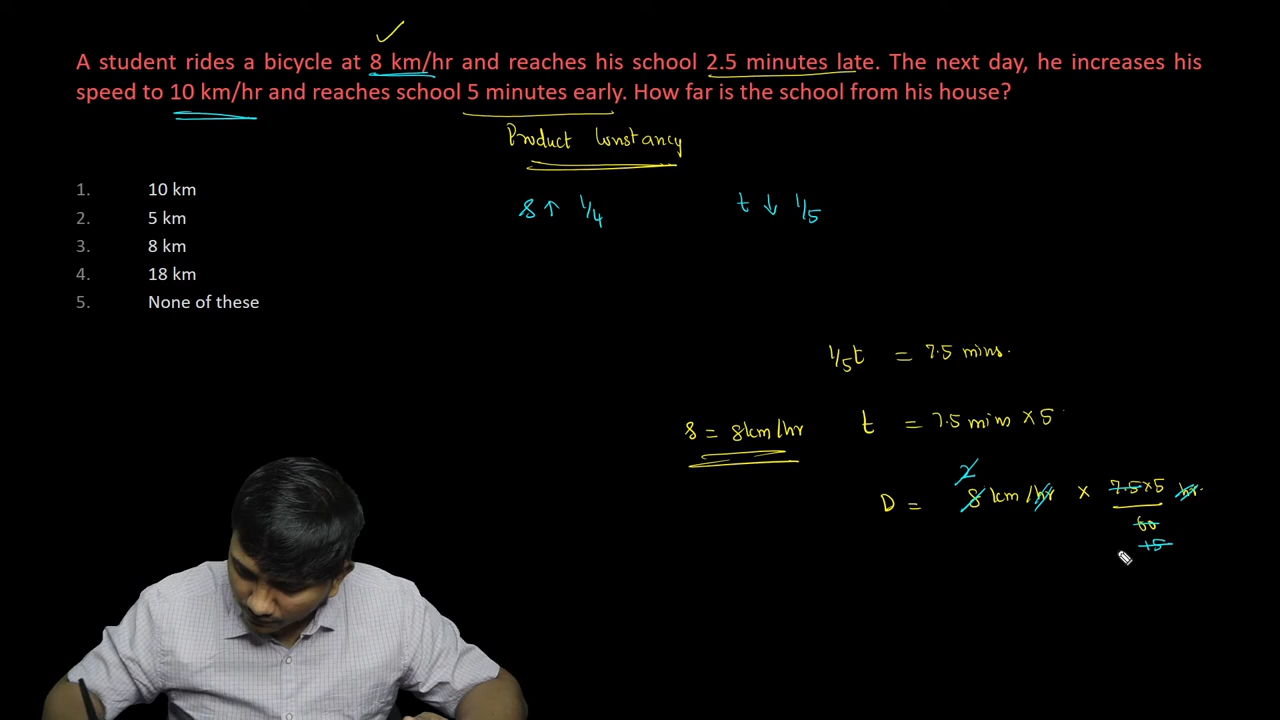 A student rides a bicycle at 8 km/hr and reaches his school 2.5 minutes late. The next day, he increases his
speed to 10 km/hr and reaches school 5 minutes early. How far is the school from his house?
Product Constancy
1. 10 km
2. 5 km
3. 8 km
4. 18 km
5. None of these
s ↑ 1/4 t ↓ 1/5
1/5 t = 7.5 mins.
s = 8km/hr t = 7.5 mins × 5
2
D = 8 km/hr × 7.5×5 hr.
60
15